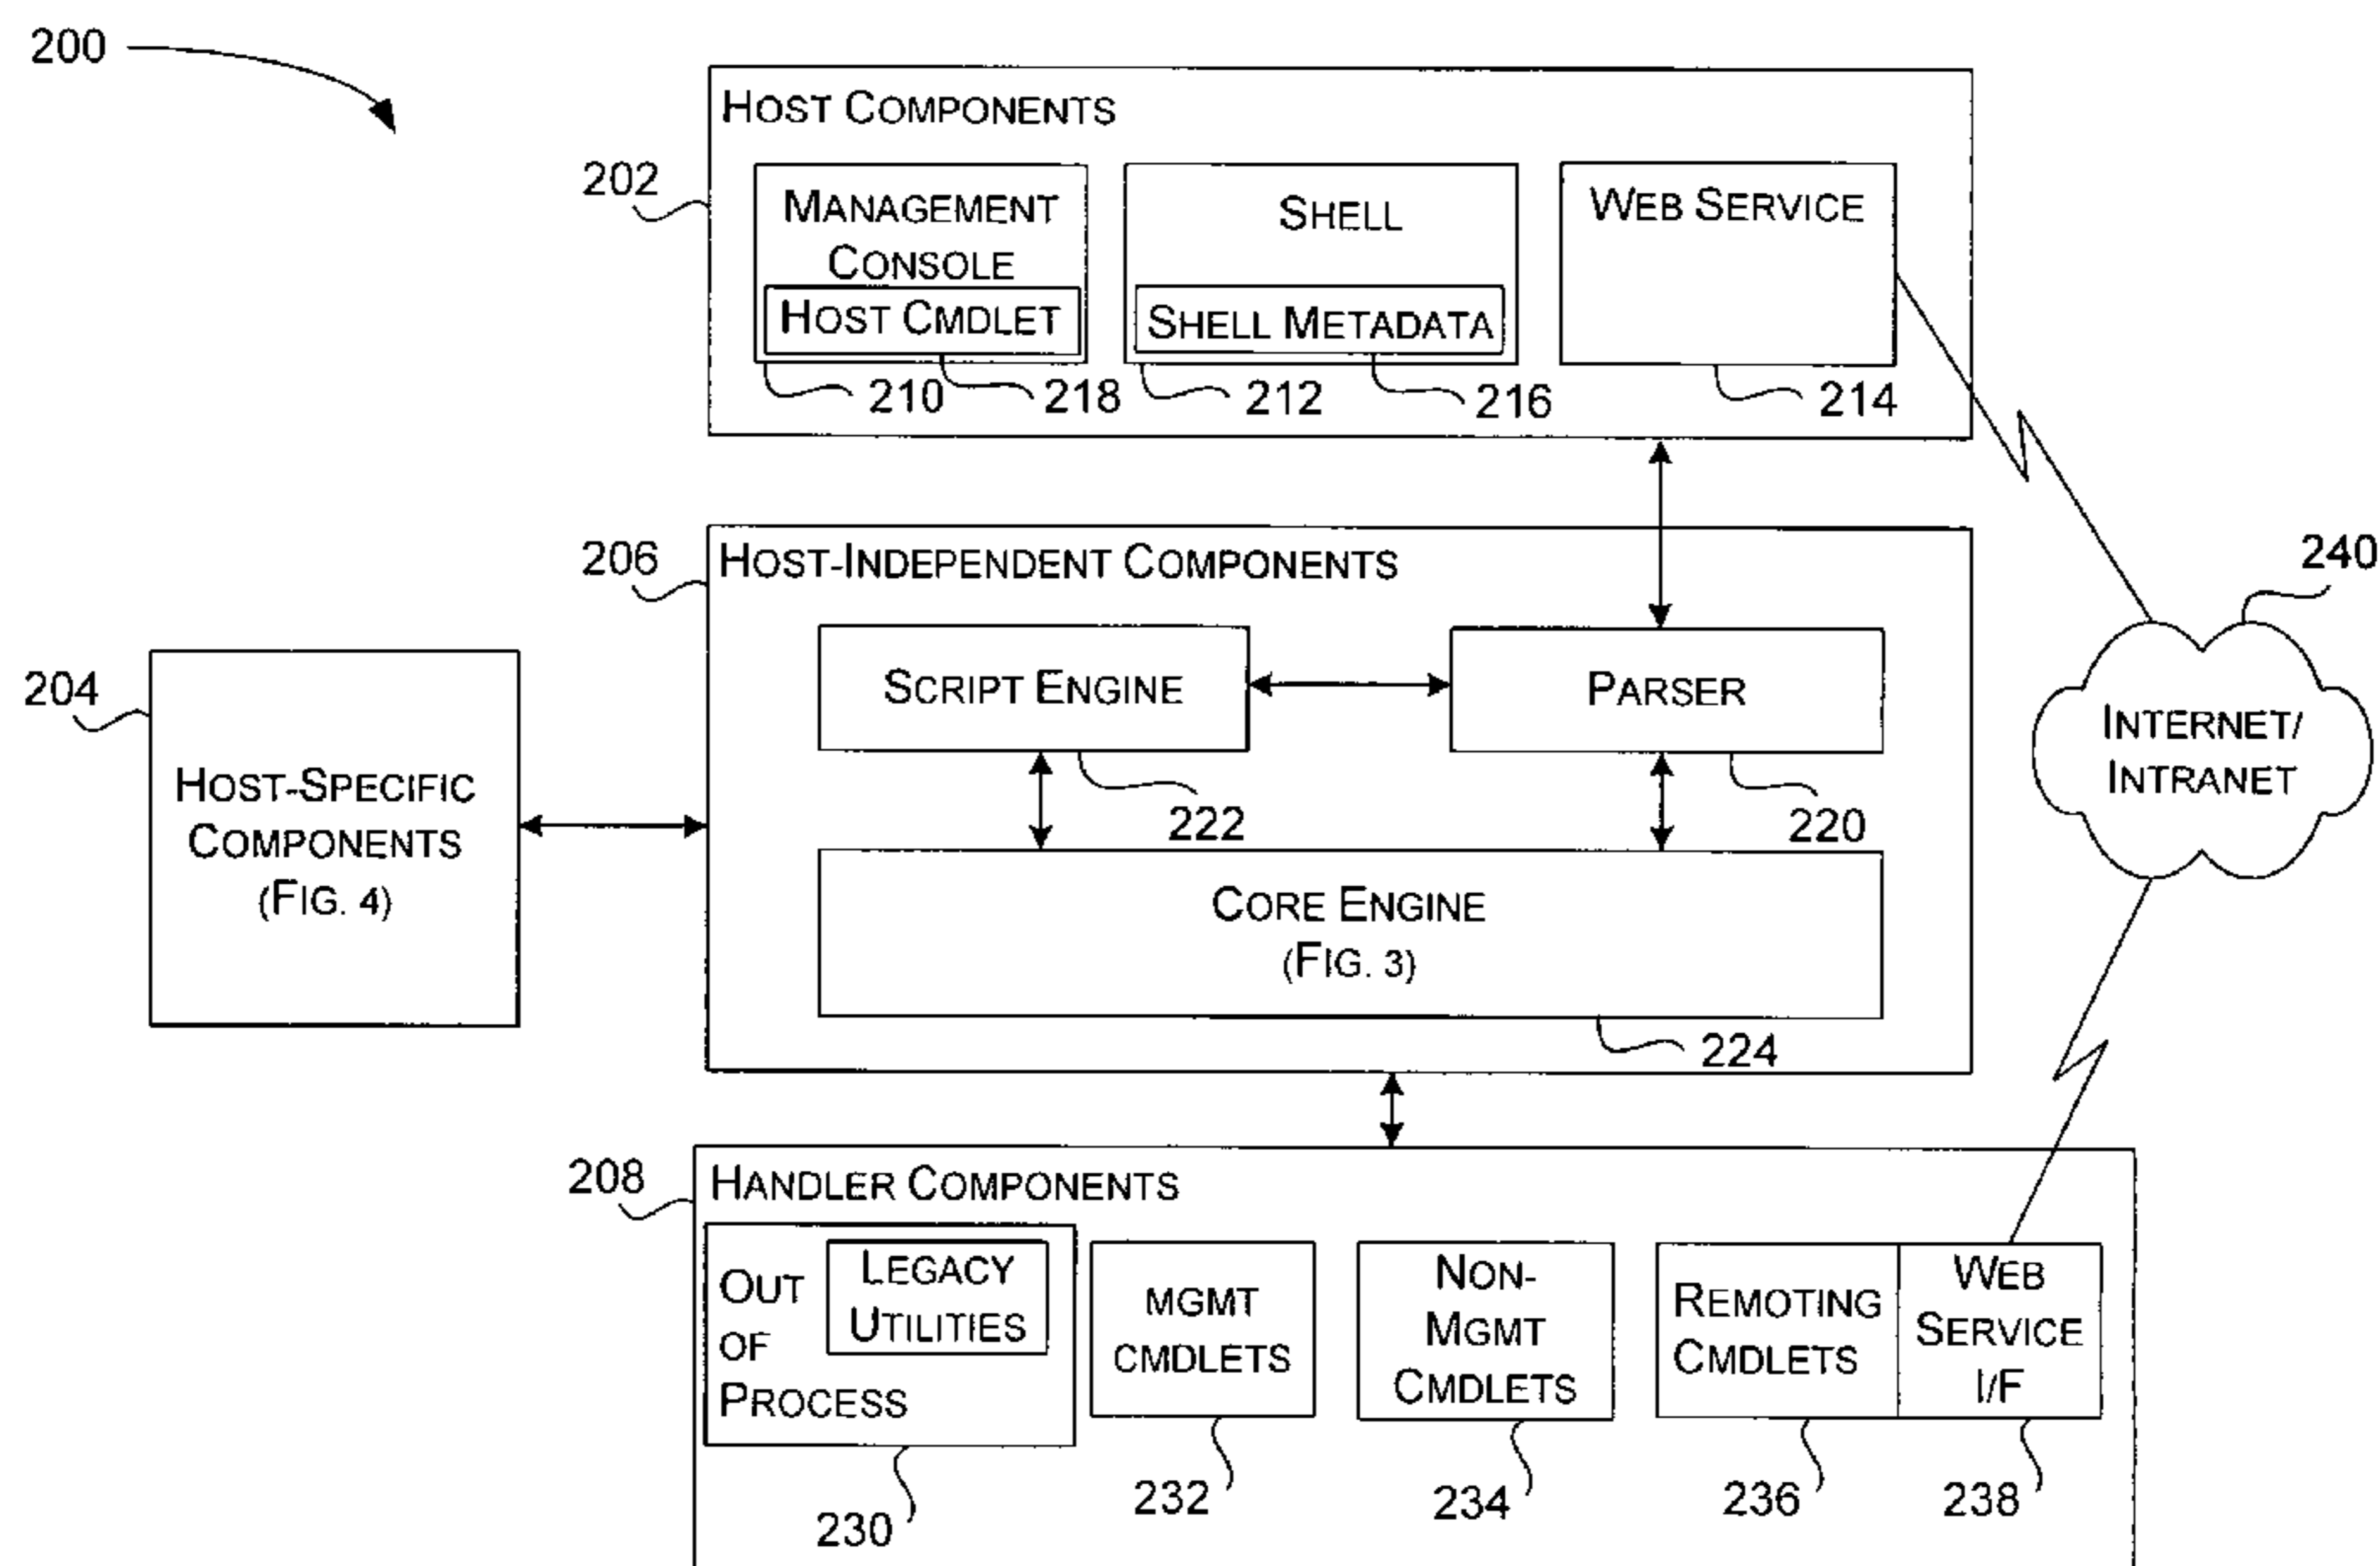 200
HOST COMPONENTS
202
MANAGEMENT
CONSOLE
HOST CMDLET
SHELL
SHELL METADATA
WEB SERVICE
210
218
212
216
214
206
HOST-INDEPENDENT COMPONENTS
240
SCRIPT ENGINE
PARSER
204
INTERNET/
INTRANET
HOST-SPECIFIC
COMPONENTS
(FIG. 4)
222
220
CORE ENGINE
(FIG. 3)
224
208
HANDLER COMPONENTS
OUT
OF
PROCESS
LEGACY
UTILITIES
MGMT
CMDLETS
NON-
MGMT
CMDLETS
REMOTING
CMDLETS
WEB
SERVICE
I/F
230
232
234
236
238